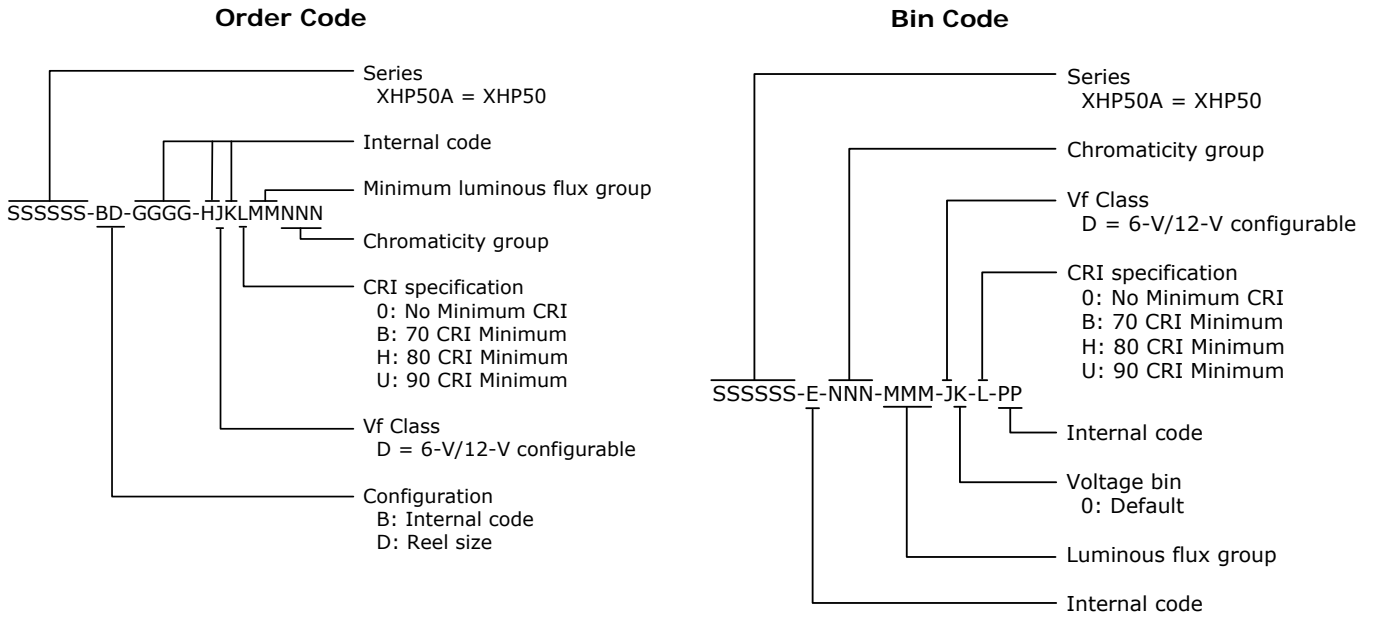 Order Code
Series
XHP50A = XHP50
Internal code
Minimum luminous flux group
SSSSSS-BD-GGGG-HJKLMMNNN
Chromaticity group
CRI specification
0: No Minimum CRI
B: 70 CRI Minimum
H: 80 CRI Minimum
U: 90 CRI Minimum
Vf Class
D = 6-V/12-V configurable
Configuration
B: Internal code
D: Reel size
Bin Code
Series
XHP50A = XHP50
Chromaticity group
Vf Class
D = 6-V/12-V configurable
CRI specification
0: No Minimum CRI
B: 70 CRI Minimum
H: 80 CRI Minimum
U: 90 CRI Minimum
SSSSSS-E-NNN-MMM-JK-L-PP
Internal code
Voltage bin
0: Default
Luminous flux group
Internal code